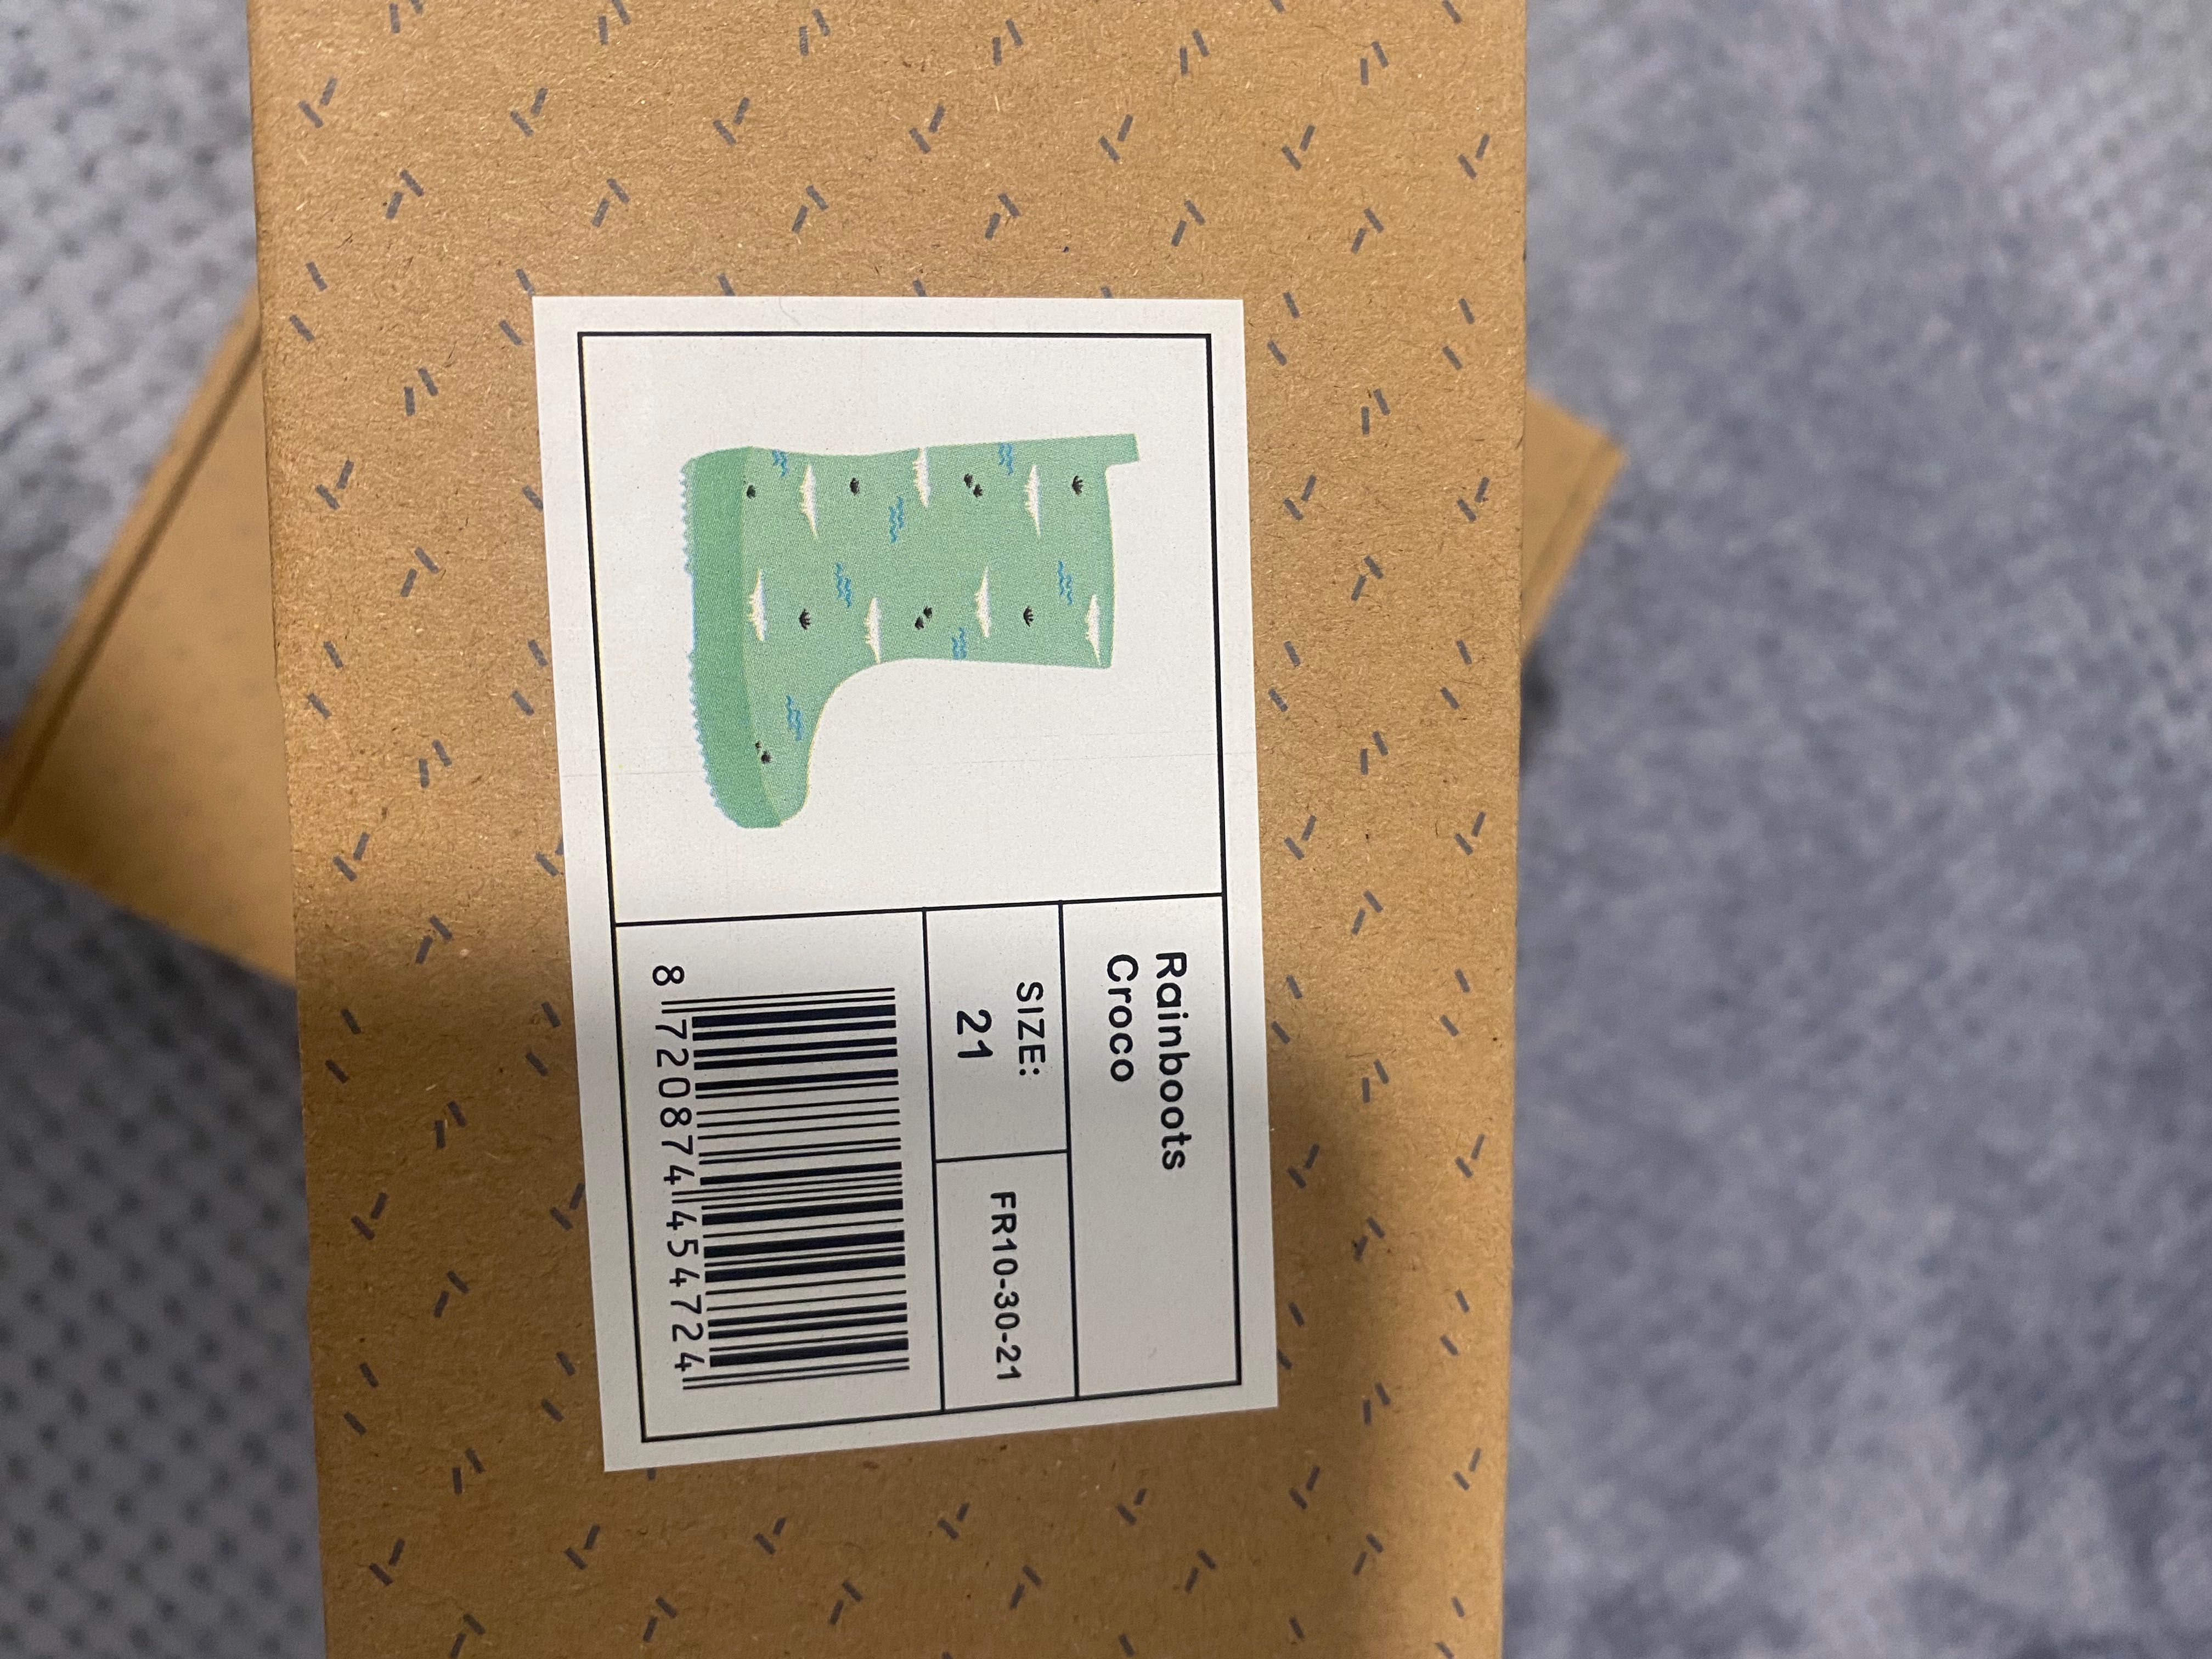 Rainboots
Croco
SIZE:
21
FR10-30-21
8 720874 454724